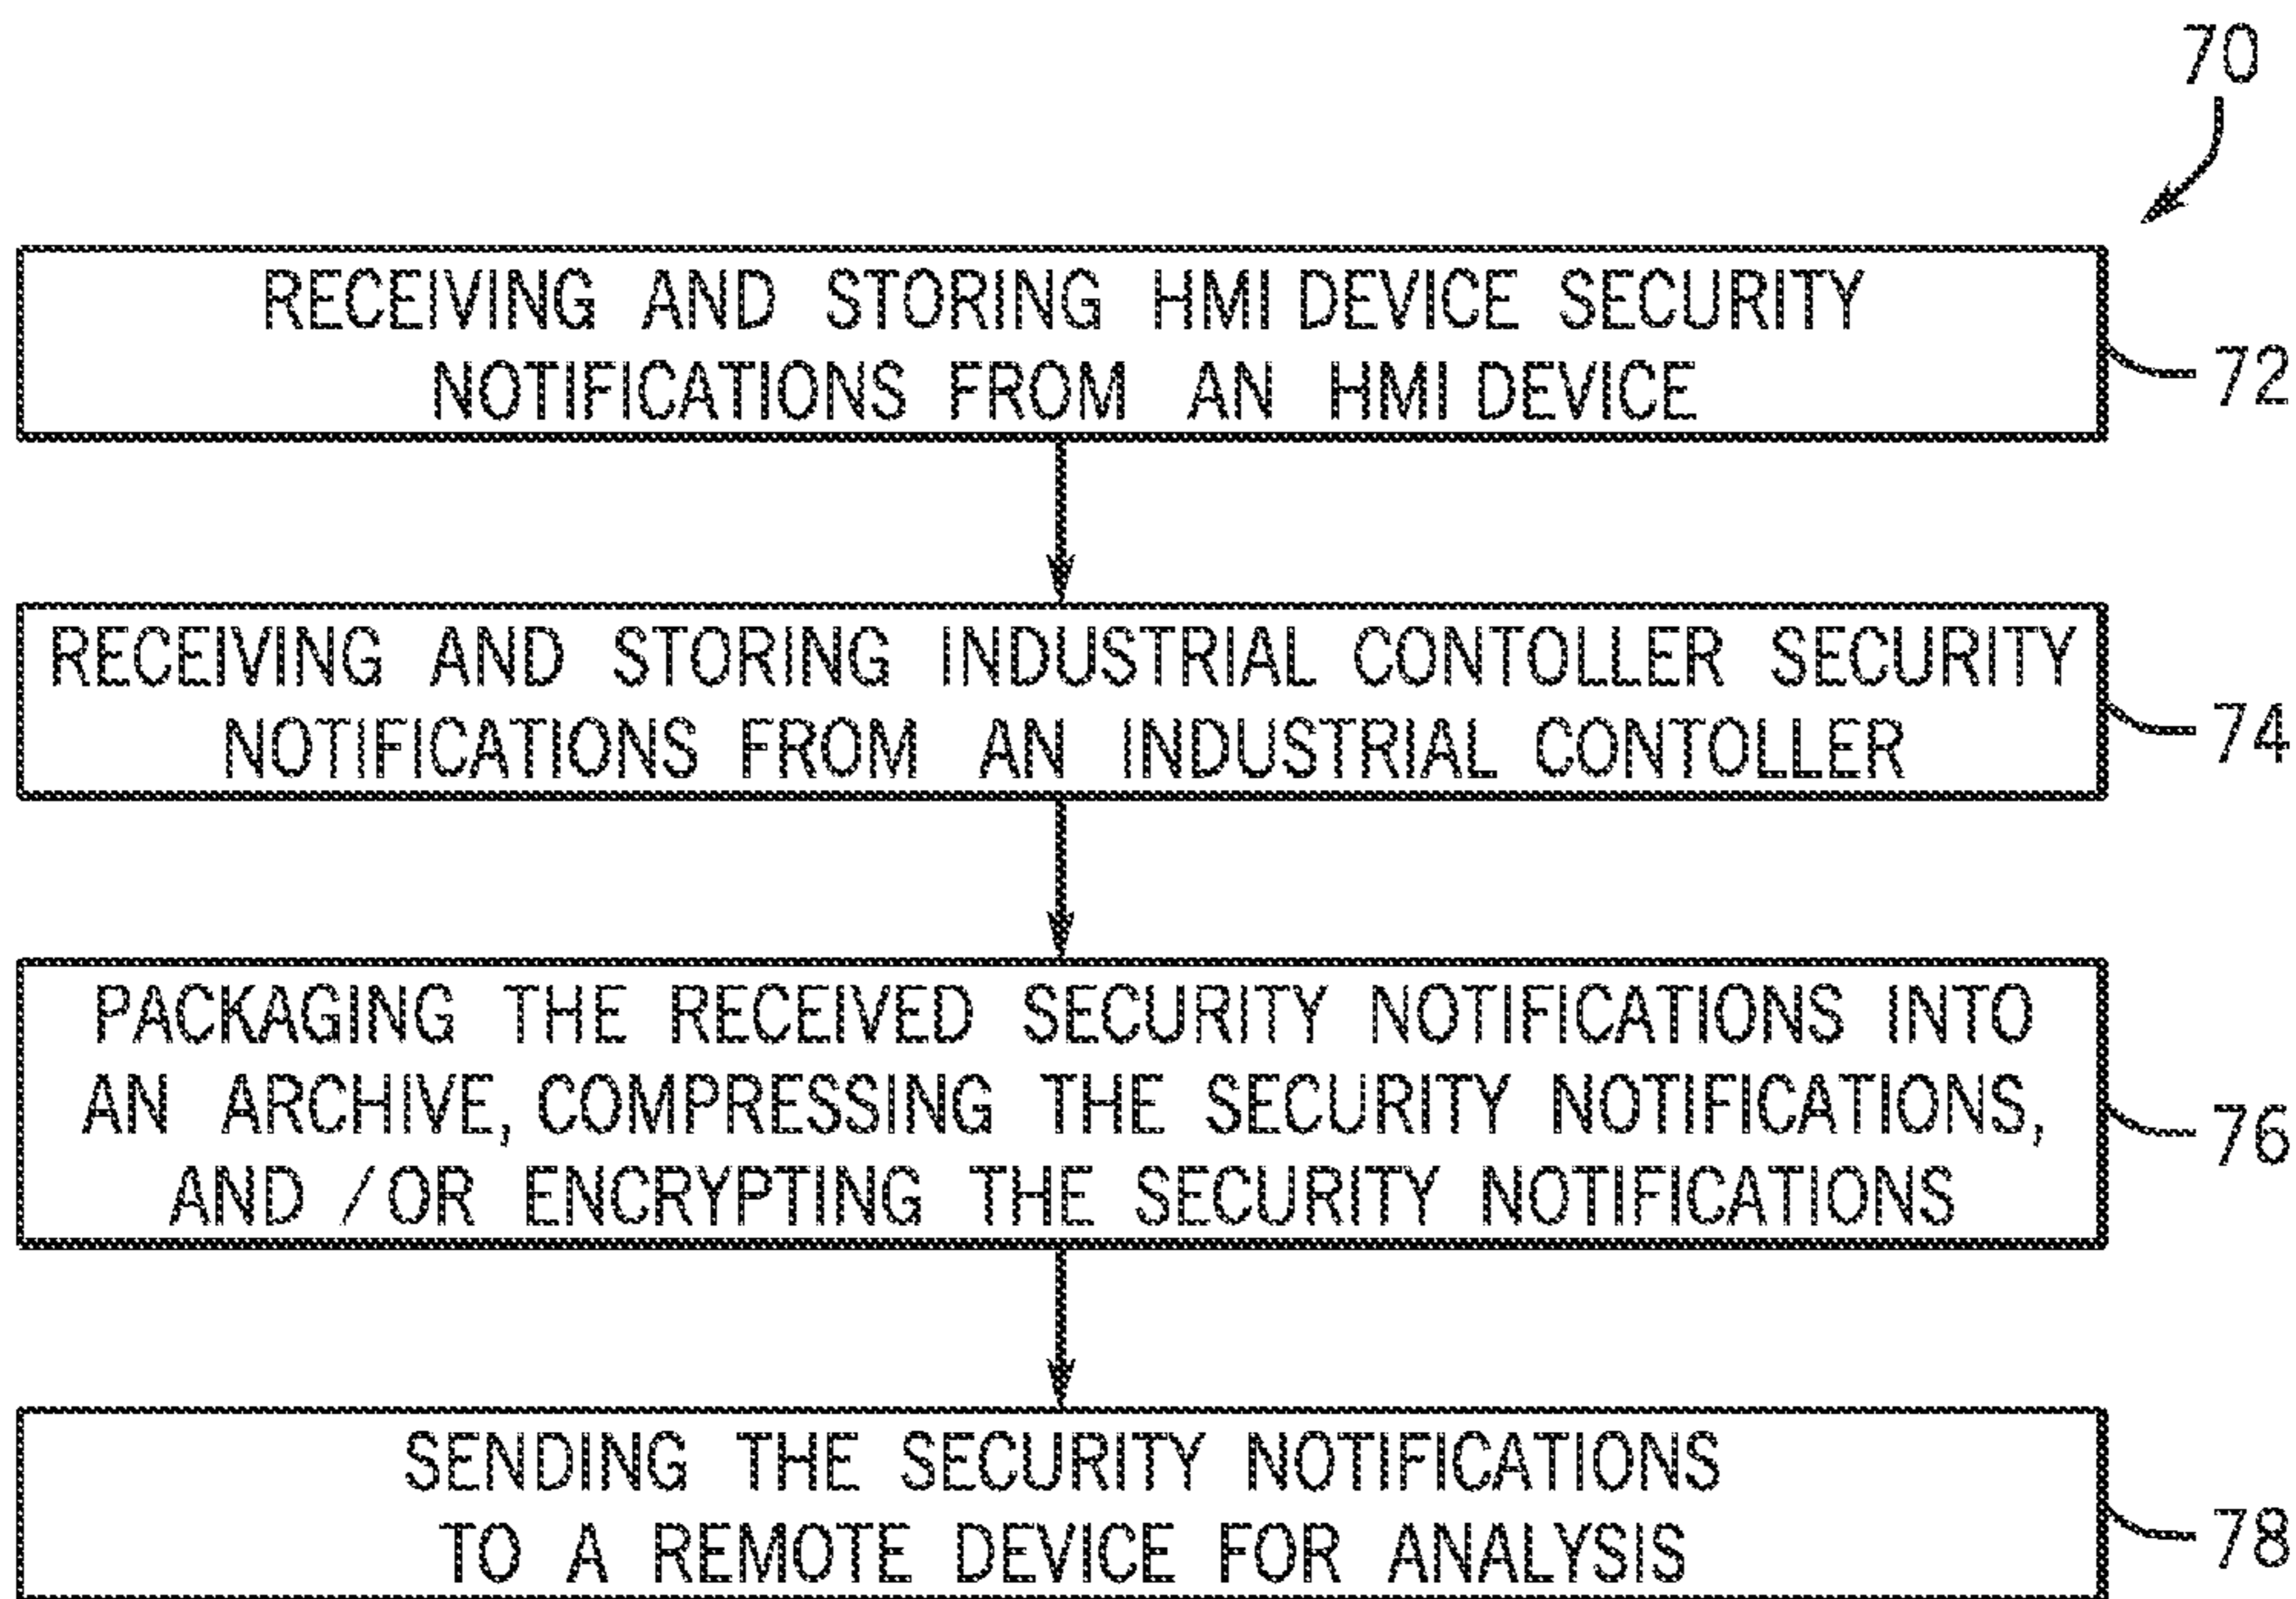 70
RECEIVING AND STORING HMI DEVICE SECURITY
NOTIFICATIONS FROM AN HMI DEVICE
72
RECEIVING AND STORING INDUSTRIAL CONTOLLER SECURITY
NOTIFICATIONS FROM AN INDUSTRIAL CONTOLLER
74
PACKAGING THE RECEIVED SECURITY NOTIFICATIONS INTO
AN ARCHIVE, COMPRESSING THE SECURITY NOTIFICATIONS,
AND /OR ENCRYPTING THE SECURITY NOTIFICATIONS
76
SENDING THE SECURITY NOTIFICATIONS
TO A REMOTE DEVICE FOR ANALYSIS
78